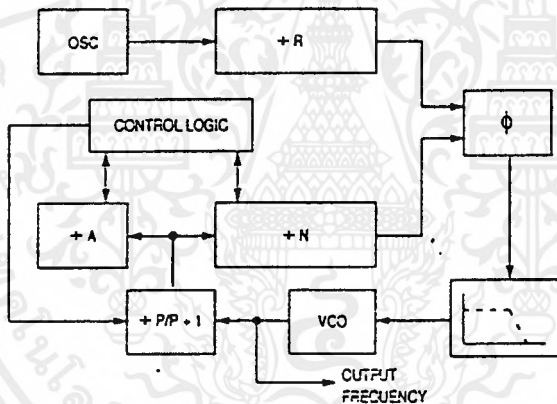 OSC
÷ R
CONTROL LOGIC
ɸ
÷ A
÷ N
÷ P/P + 1
VCO
OUTPUT
FREQUENCY